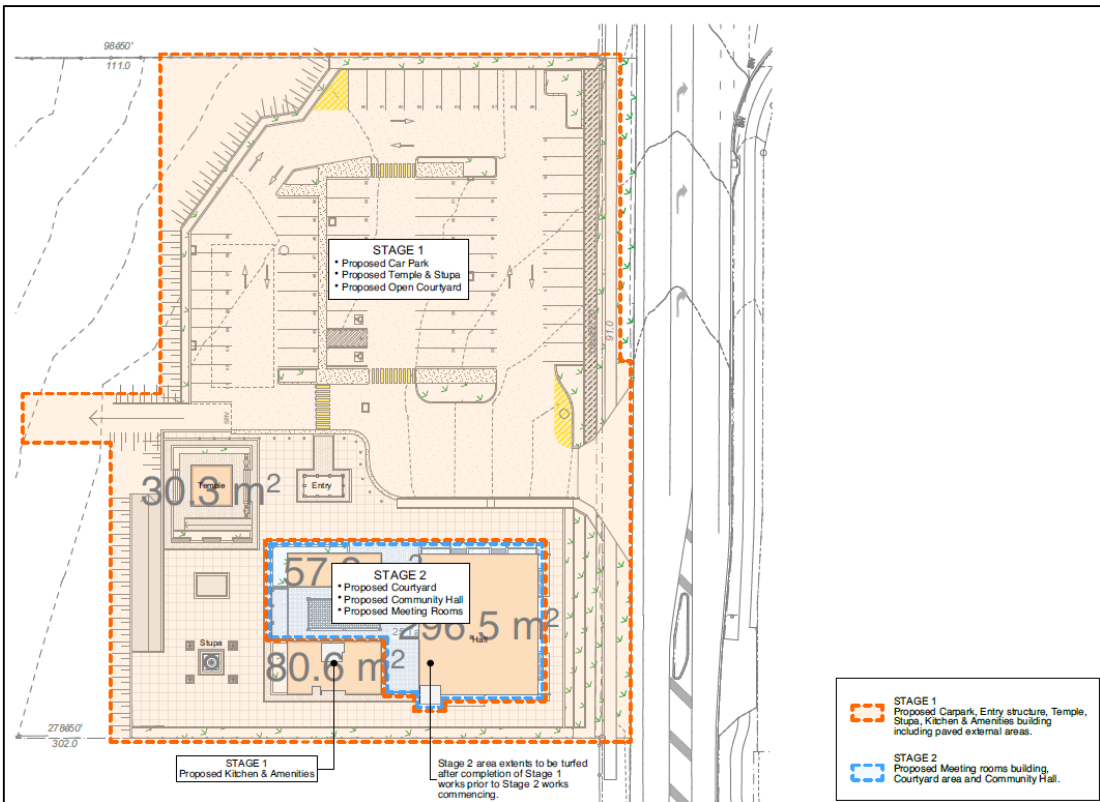 98°50'
111.0
STAGE 1
• Proposed Car Park
• Proposed Temple & Stupa
• Proposed Open Courtyard
91.0
SRV
Temple
30.3 m²
Entry
STAGE 2
• Proposed Courtyard
• Proposed Community Hall
• Proposed Meeting Rooms
296.5 m²
Hall
Stupa
80.6 m²
302.0
STAGE 1
Proposed Kitchen & Amenities
Stage 2 area extents to be turfed
after completion of Stage 1
works prior to Stage 2 works
commencing.
STAGE 1
Proposed Carpark, Entry structure, Temple,
Stupa, Kitchen & Amenities building
including paved external areas.
STAGE 2
Proposed Meeting rooms building,
Courtyard area and Community Hall.